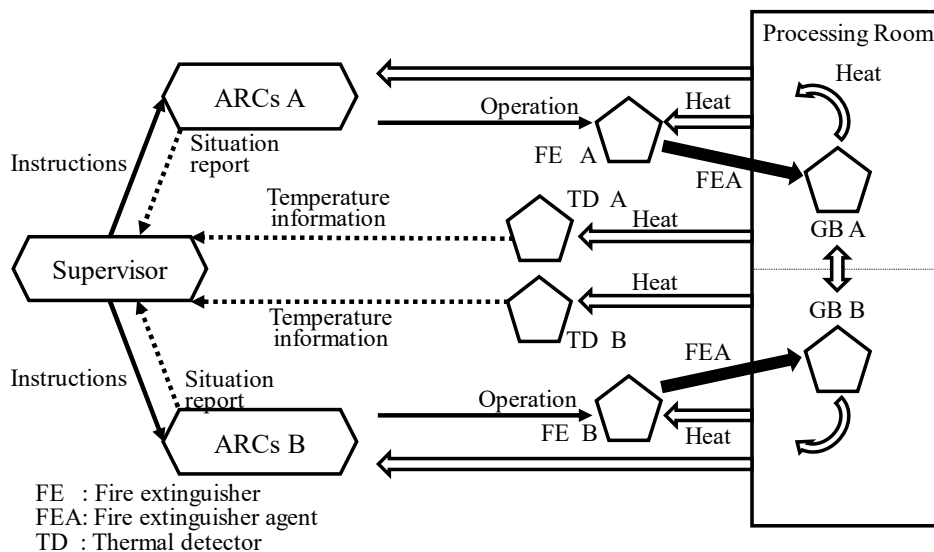 Processing Room
Heat
ARCs A
Operation
Heat
Instructions
Situation
report
FE A
FEA
GB A
Temperature
information
TD A
Heat
Supervisor
Heat
GB B
Temperature
information
TD B
FEA
Instructions
Situation
report
Operation
FE B
Heat
ARCs B
FE : Fire extinguisher
FEA: Fire extinguisher agent
TD : Thermal detector